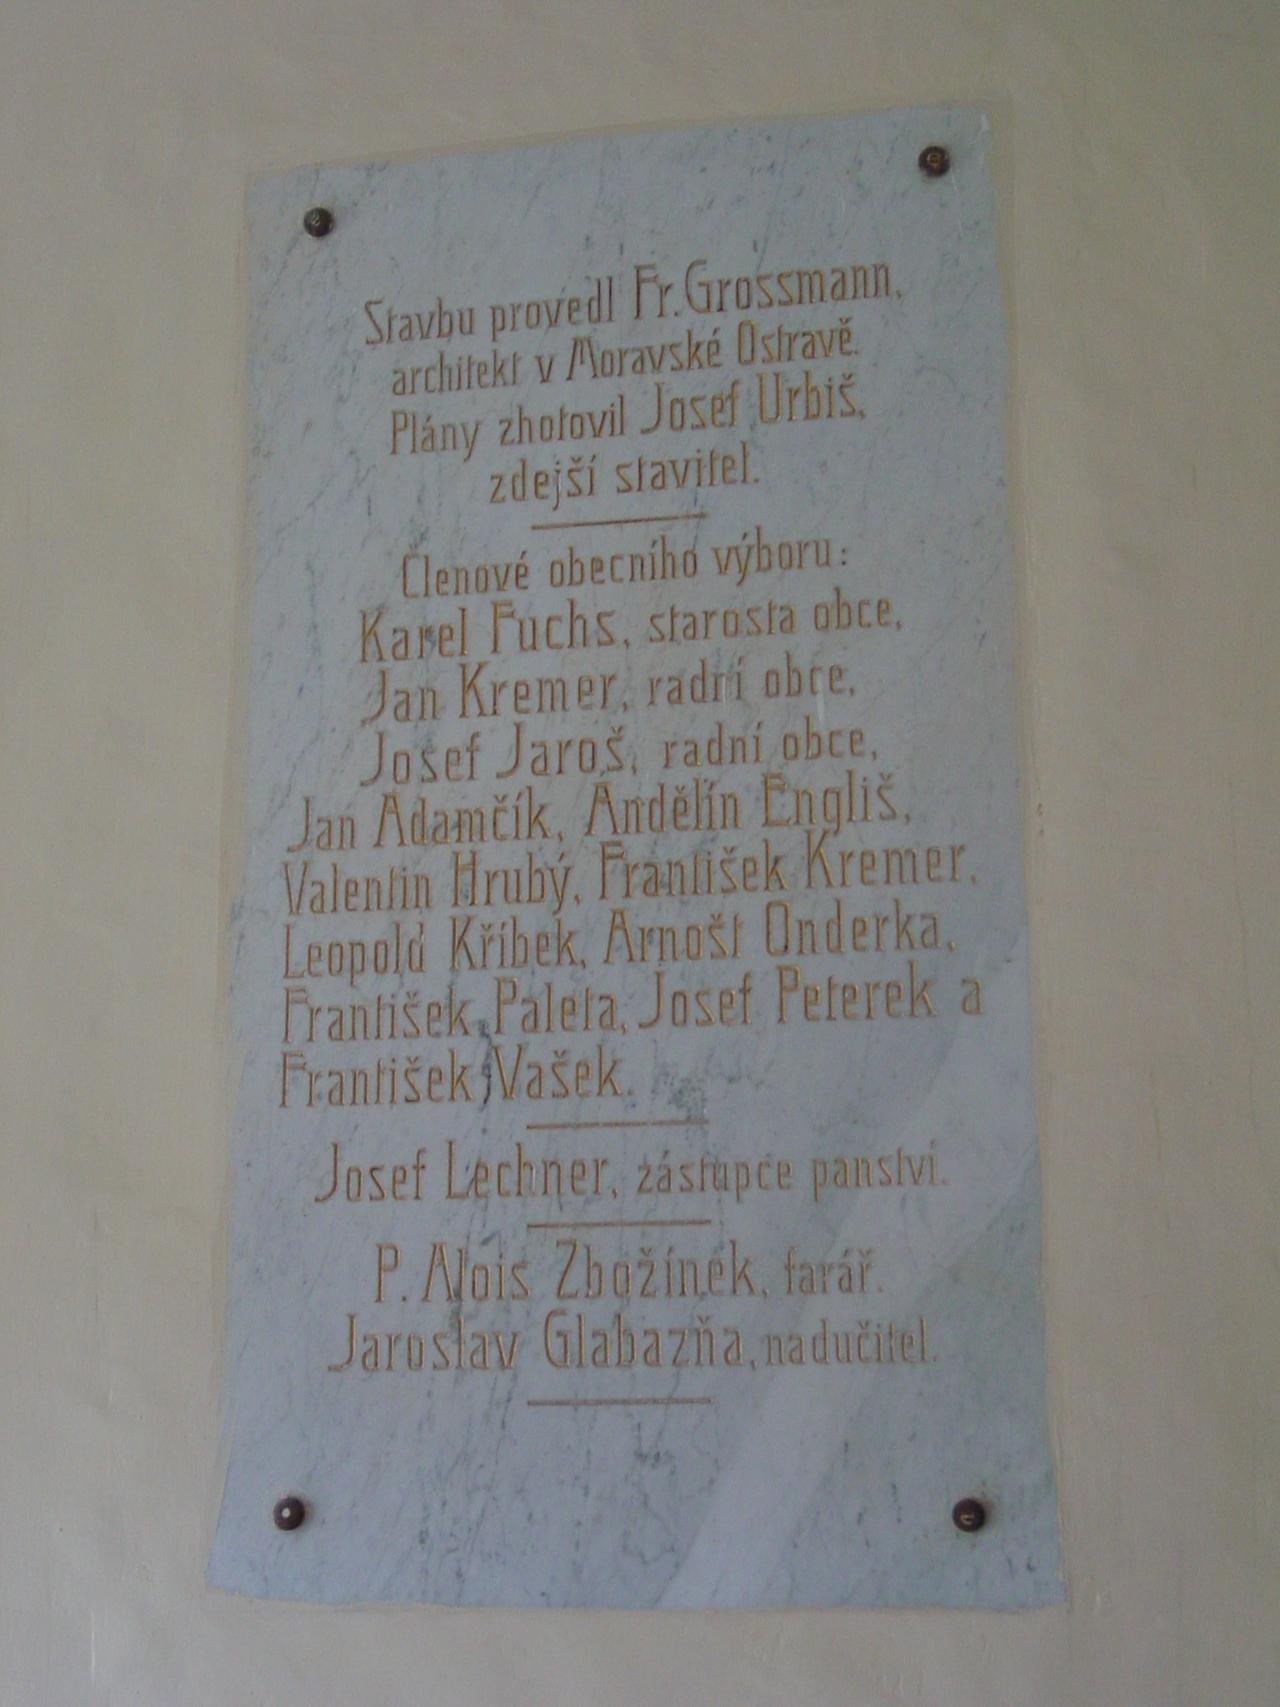 Stavbu provedl Fr. Grossmann,
architekt v Moravské Ostravě.
Plány zhotovil Josef Urbiš,
zdejší stavitel.
Členové obecního výboru:
Karel Fuchs, starosta obce,
Jan Kremer, radní obce,
Josef Jaroš, radní obce,
Jan Adamčík, Andělín Engliš,
Valentin Hrubý, František Kremer,
Leopold Kříbek, Arnošt Onderka,
František Paleta, Josef Peterek a
František Vašek.
Josef Lechner, zástupce panství.
P. Alois Zbožínek, farář.
Jaroslav Glabazňa, nadučitel.